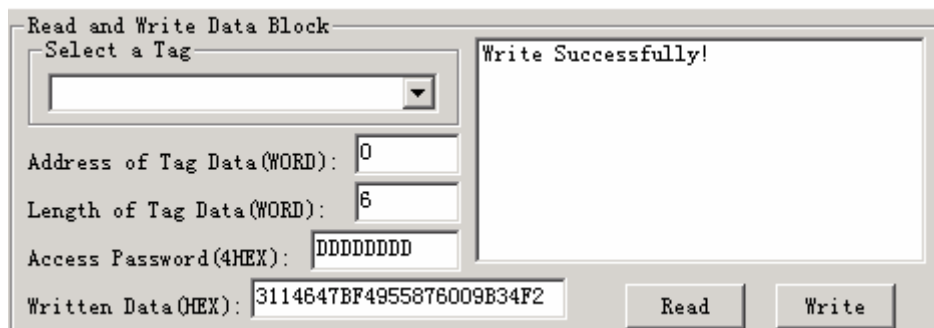 Read and Write Data Block
Select a Tag
Write Successfully!
Address of Tag Data(WORD): 0
Length of Tag Data(WORD): 6
Access Password(4HEX): DDDDDDDD
Written Data(HEX): 3114647BF4955876009B34F2
Read Write